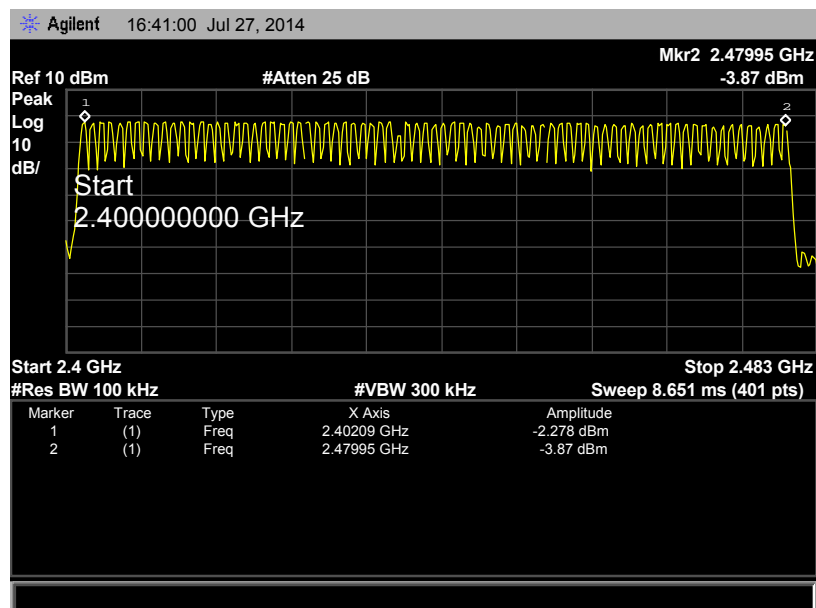 Agilent 16:41:00 Jul 27, 2014
Mkr2 2.47995 GHz
Ref 10 dBm #Atten 25 dB -3.87 dBm
Peak
Log
10
dB/
1
2
Start
2.400000000 GHz
Start 2.4 GHz Stop 2.483 GHz
#Res BW 100 kHz #VBW 300 kHz Sweep 8.651 ms (401 pts)
Marker Trace Type X Axis Amplitude
1 (1) Freq 2.40209 GHz -2.278 dBm
2 (1) Freq 2.47995 GHz -3.87 dBm